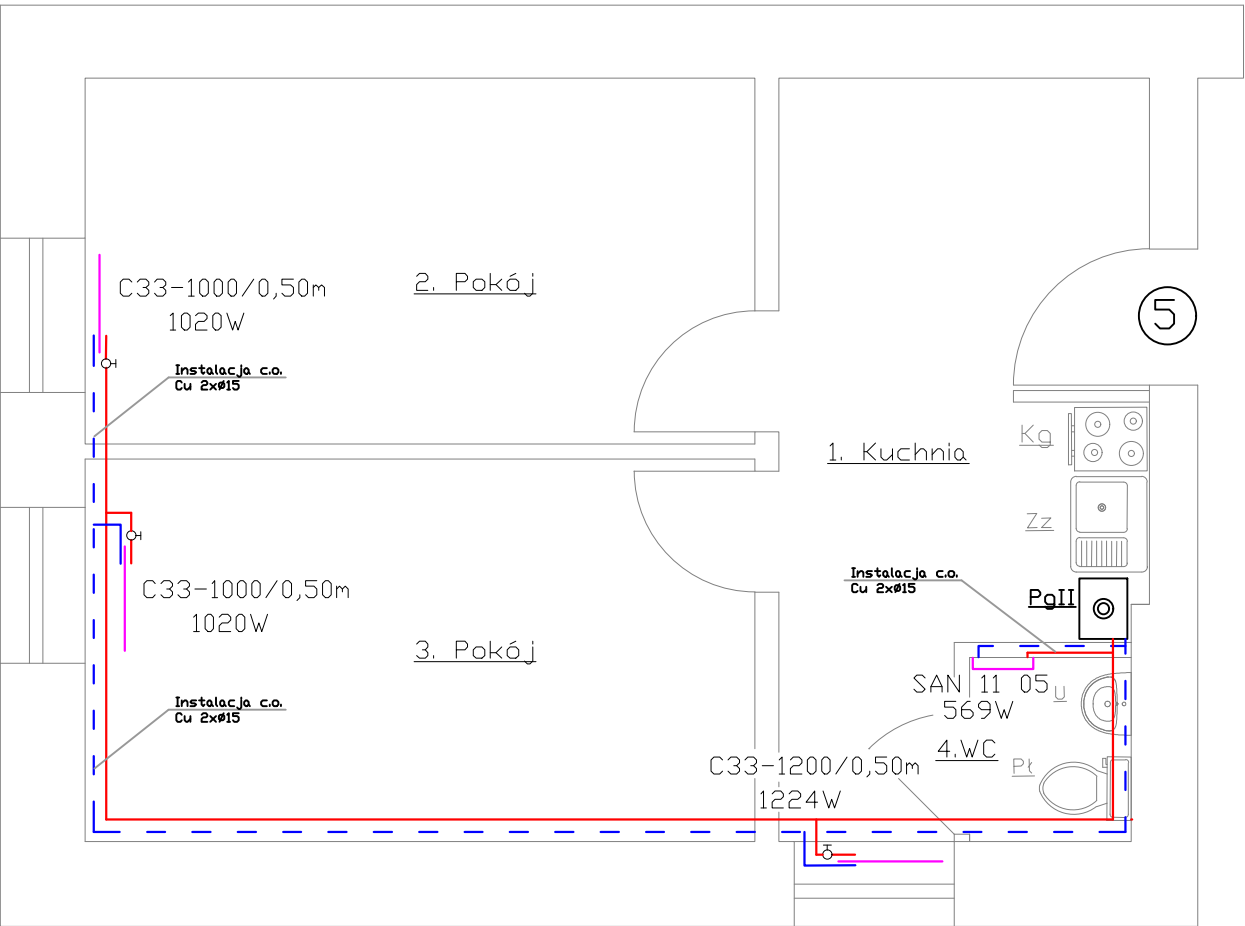 C33-1000/0,50m
1020W
2. Pokój
5
Instalacja c.o.
Cu 2xø15
Kg
1. Kuchnia
Zz
C33-1000/0,50m
1020W
Instalacja c.o.
Cu 2xø15
PgII
3. Pokój
SAN 11 05
U
569W
Instalacja c.o.
Cu 2xø15
4.WC
C33-1200/0,50m
Pł
1224W